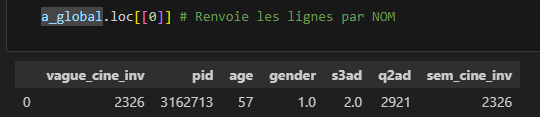 a_global.loc[[0]] # Renvoie les lignes par NOM
vague_cine_inv pid age gender s3ad q2ad sem_cine_inv
0 2326 3162713 57 1.0 2.0 2921 2326